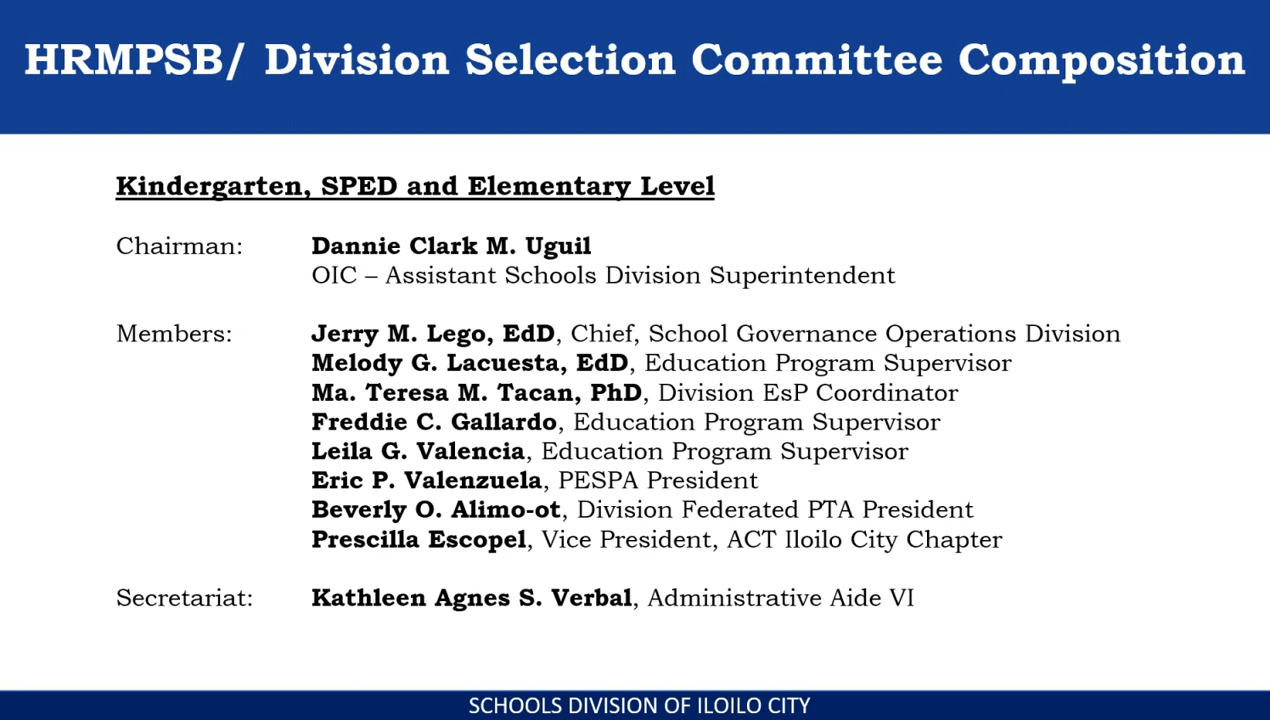 HRMPSB/ Division Selection Committee Composition
Kindergarten, SPED and Elementary Level
Chairman: Dannie Clark M. Uguil
OIC – Assistant Schools Division Superintendent
Members: Jerry M. Lego, EdD, Chief, School Governance Operations Division
Melody G. Lacuesta, EdD, Education Program Supervisor
Ma. Teresa M. Tacan, PhD, Division EsP Coordinator
Freddie C. Gallardo, Education Program Supervisor
Leila G. Valencia, Education Program Supervisor
Eric P. Valenzuela, PESPA President
Beverly O. Alimo-ot, Division Federated PTA President
Prescilla Escopel, Vice President, ACT Iloilo City Chapter
Secretariat: Kathleen Agnes S. Verbal, Administrative Aide VI
SCHOOLS DIVISION OF ILOILO CITY